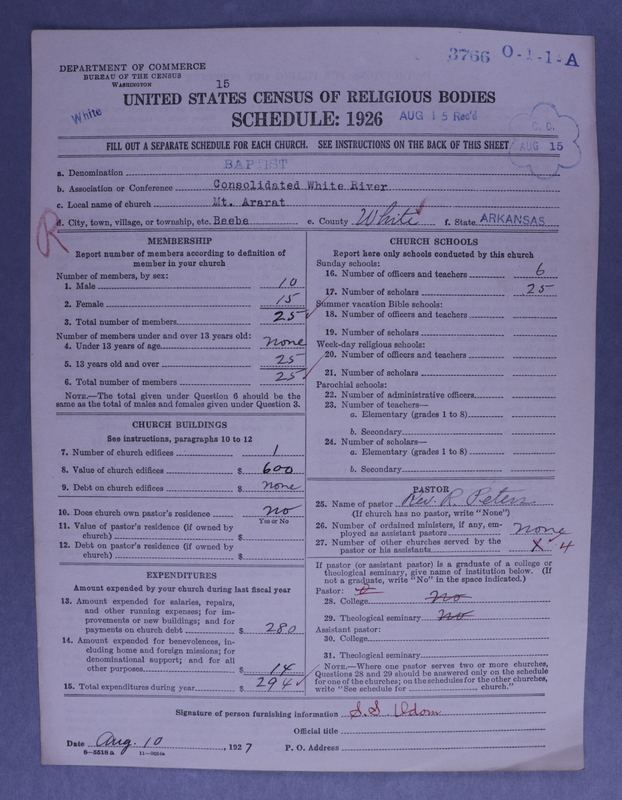 3766 O-1-1-A
DEPARTMENT OF COMMERCE
BUREAU OF THE CENSUS
WASHINGTON
15
White
UNITED STATES CENSUS OF RELIGIOUS BODIES
SCHEDULE: 1926
AUG 15 Rec'd
C. C.
AUG 15
FILL OUT A SEPARATE SCHEDULE FOR EACH CHURCH. SEE INSTRUCTIONS ON THE BACK OF THIS SHEET
a. Denomination BAPTIST
b. Association or Conference Consolidated White River
c. Local name of church Mt. Ararat
d. City, town, village, or township, etc. Beebe e. County White f. State ARKANSAS
R
MEMBERSHIP
Report number of members according to definition of
member in your church
Number of members, by sex:
1. Male 10
2. Female 15
3. Total number of members 25
Number of members under and over 13 years old:
4. Under 13 years of age none
5. 13 years old and over 25
6. Total number of members 25
NOTE.—The total given under Question 6 should be the
same as the total of males and females given under Question 3.
CHURCH BUILDINGS
See instructions, paragraphs 10 to 12
7. Number of church edifices 1
8. Value of church edifices $ 600
9. Debt on church edifices $ none
10. Does church own pastor's residence no
Yes or No
11. Value of pastor's residence (if owned by
church) $
12. Debt on pastor's residence (if owned by
church) $
EXPENDITURES
Amount expended by your church during last fiscal year
13. Amount expended for salaries, repairs,
and other running expenses; for im-
provements or new buildings; and for
payments on church debt $ 280
14. Amount expended for benevolences, in-
cluding home and foreign missions; for
denominational support; and for all
other purposes $ 14
15. Total expenditures during year $ 294
CHURCH SCHOOLS
Report here only schools conducted by this church
Sunday schools:
16. Number of officers and teachers 6
17. Number of scholars 25
Summer vacation Bible schools:
18. Number of officers and teachers
19. Number of scholars
Week-day religious schools:
20. Number of officers and teachers
21. Number of scholars
Parochial schools:
22. Number of administrative officers
23. Number of teachers—
a. Elementary (grades 1 to 8)
b. Secondary
24. Number of scholars—
a. Elementary (grades 1 to 8)
b. Secondary
PASTOR
25. Name of pastor Rev. R. Peters
(If church has no pastor, write "None")
26. Number of ordained ministers, if any, em-
ployed as assistant pastors none
27. Number of other churches served by the
pastor or his assistants x 4
If pastor (or assistant pastor) is a graduate of a college or
theological seminary, give name of institution below. (If
not a graduate, write "No" in the space indicated.)
Pastor:
28. College no
29. Theological seminary no
Assistant pastor:
30. College
31. Theological seminary
NOTE.—Where one pastor serves two or more churches,
Questions 28 and 29 should be answered only on the schedule
for one of the churches; on the schedules for the other churches,
write "See schedule for church."
Signature of person furnishing information S. S. Udom
Official title
Date Aug. 10, 1927 P. O. Address
8—5518a 11—9224a